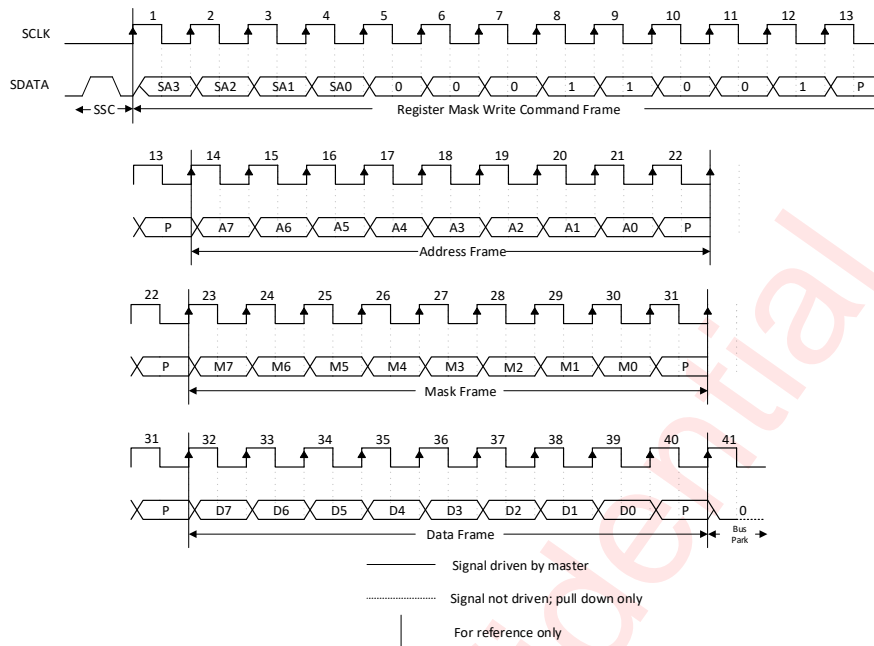 1 2 3 4 5 6 7 8 9 10 11 12 13
SCLK
SDATA SA3 SA2 SA1 SA0 0 0 0 1 1 0 0 1 P
SSC Register Mask Write Command Frame
13 14 15 16 17 18 19 20 21 22
P A7 A6 A5 A4 A3 A2 A1 A0 P
Address Frame
22 23 24 25 26 27 28 29 30 31
P M7 M6 M5 M4 M3 M2 M1 M0 P
Mask Frame
31 32 33 34 35 36 37 38 39 40 41
P D7 D6 D5 D4 D3 D2 D1 D0 P 0
Data Frame Bus
Park
Signal driven by master
Signal not driven; pull down only
For reference only
fidential